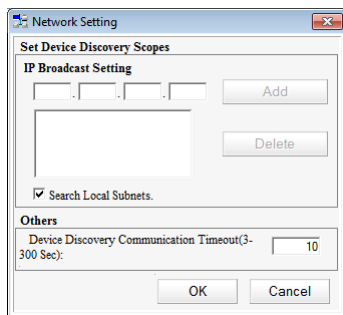 Network Setting
Set Device Discovery Scopes
IP Broadcast Setting
. . .
Add
Delete
Search Local Subnets.
Others
Device Discovery Communication Timeout(3-
300 Sec):
10
OK
Cancel